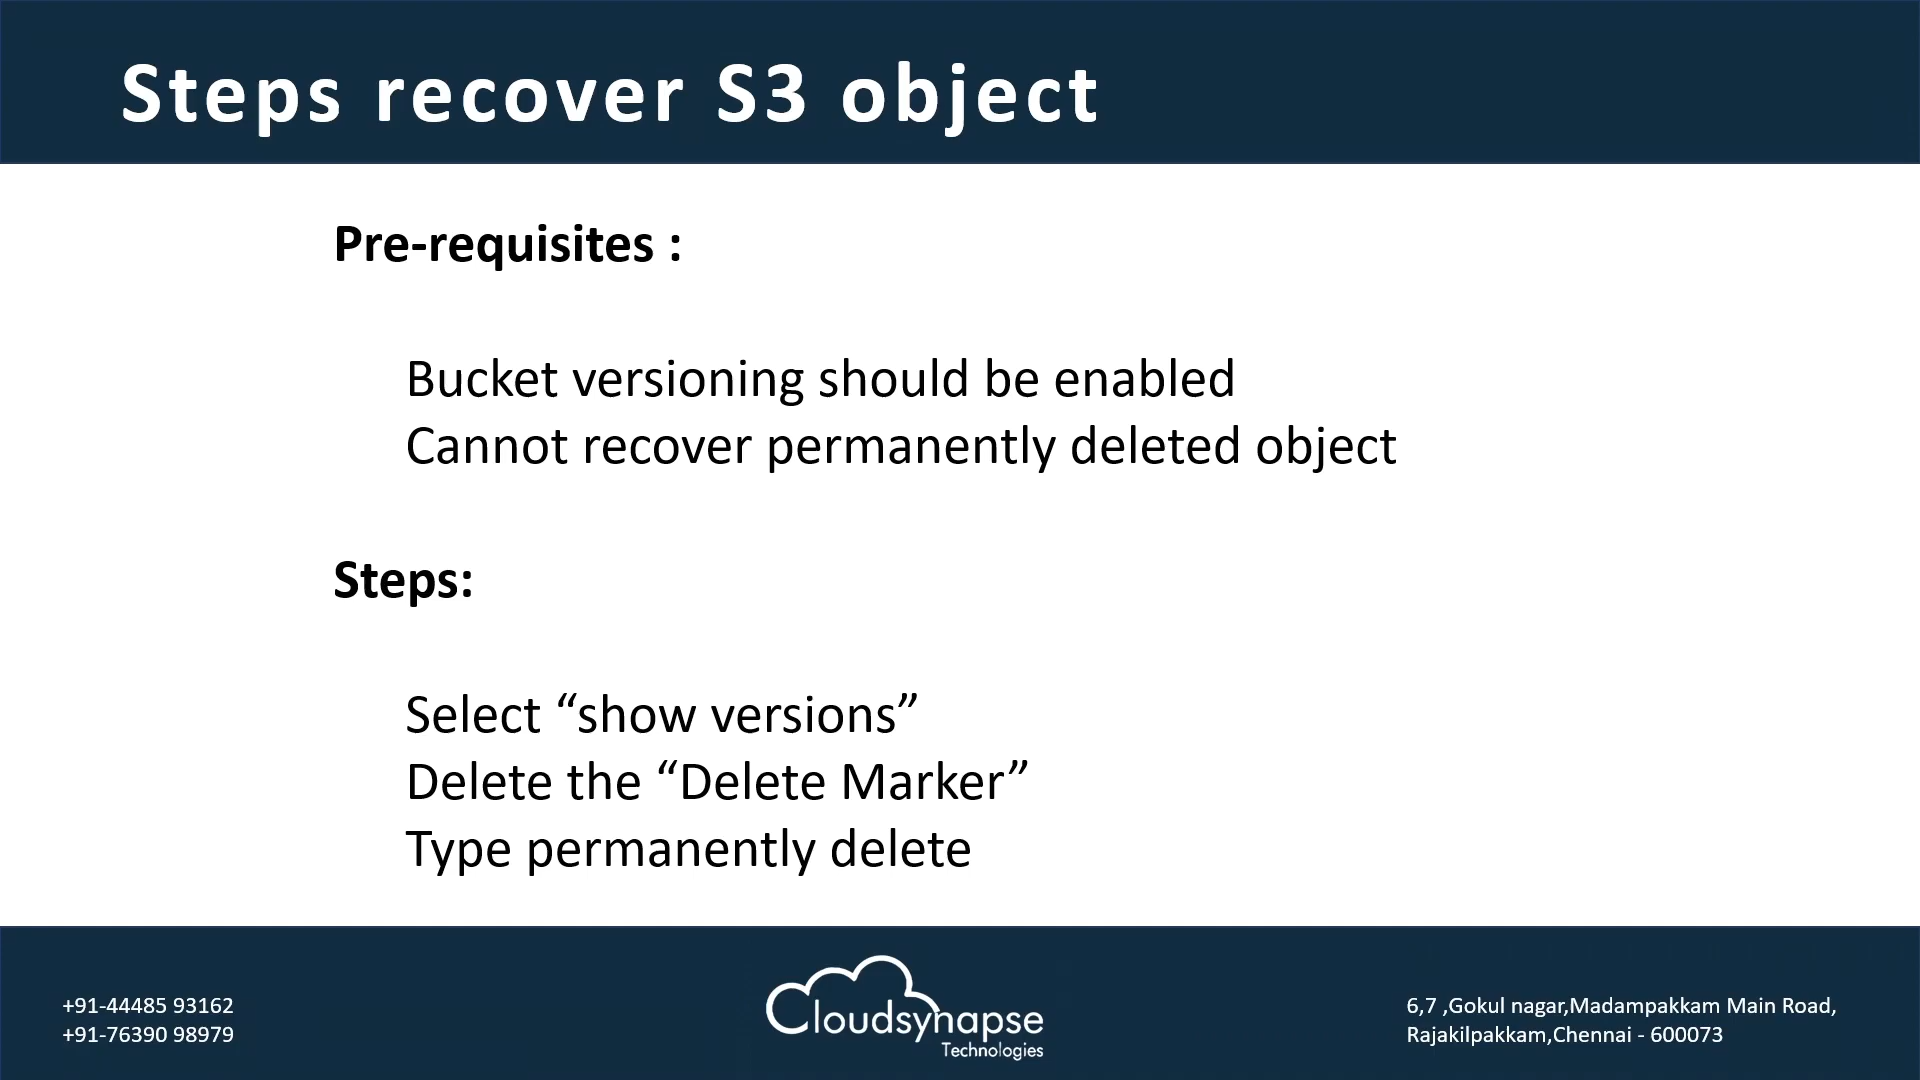 Steps recover S3 object
Pre-requisites :
Bucket versioning should be enabled
Cannot recover permanently deleted object
Steps:
Select “show versions”
Delete the “Delete Marker”
Type permanently delete
+91-44485 93162
+91-76390 98979
Cloudsynapse
Technologies
6,7 ,Gokul nagar,Madampakkam Main Road,
Rajakilpakkam,Chennai - 600073